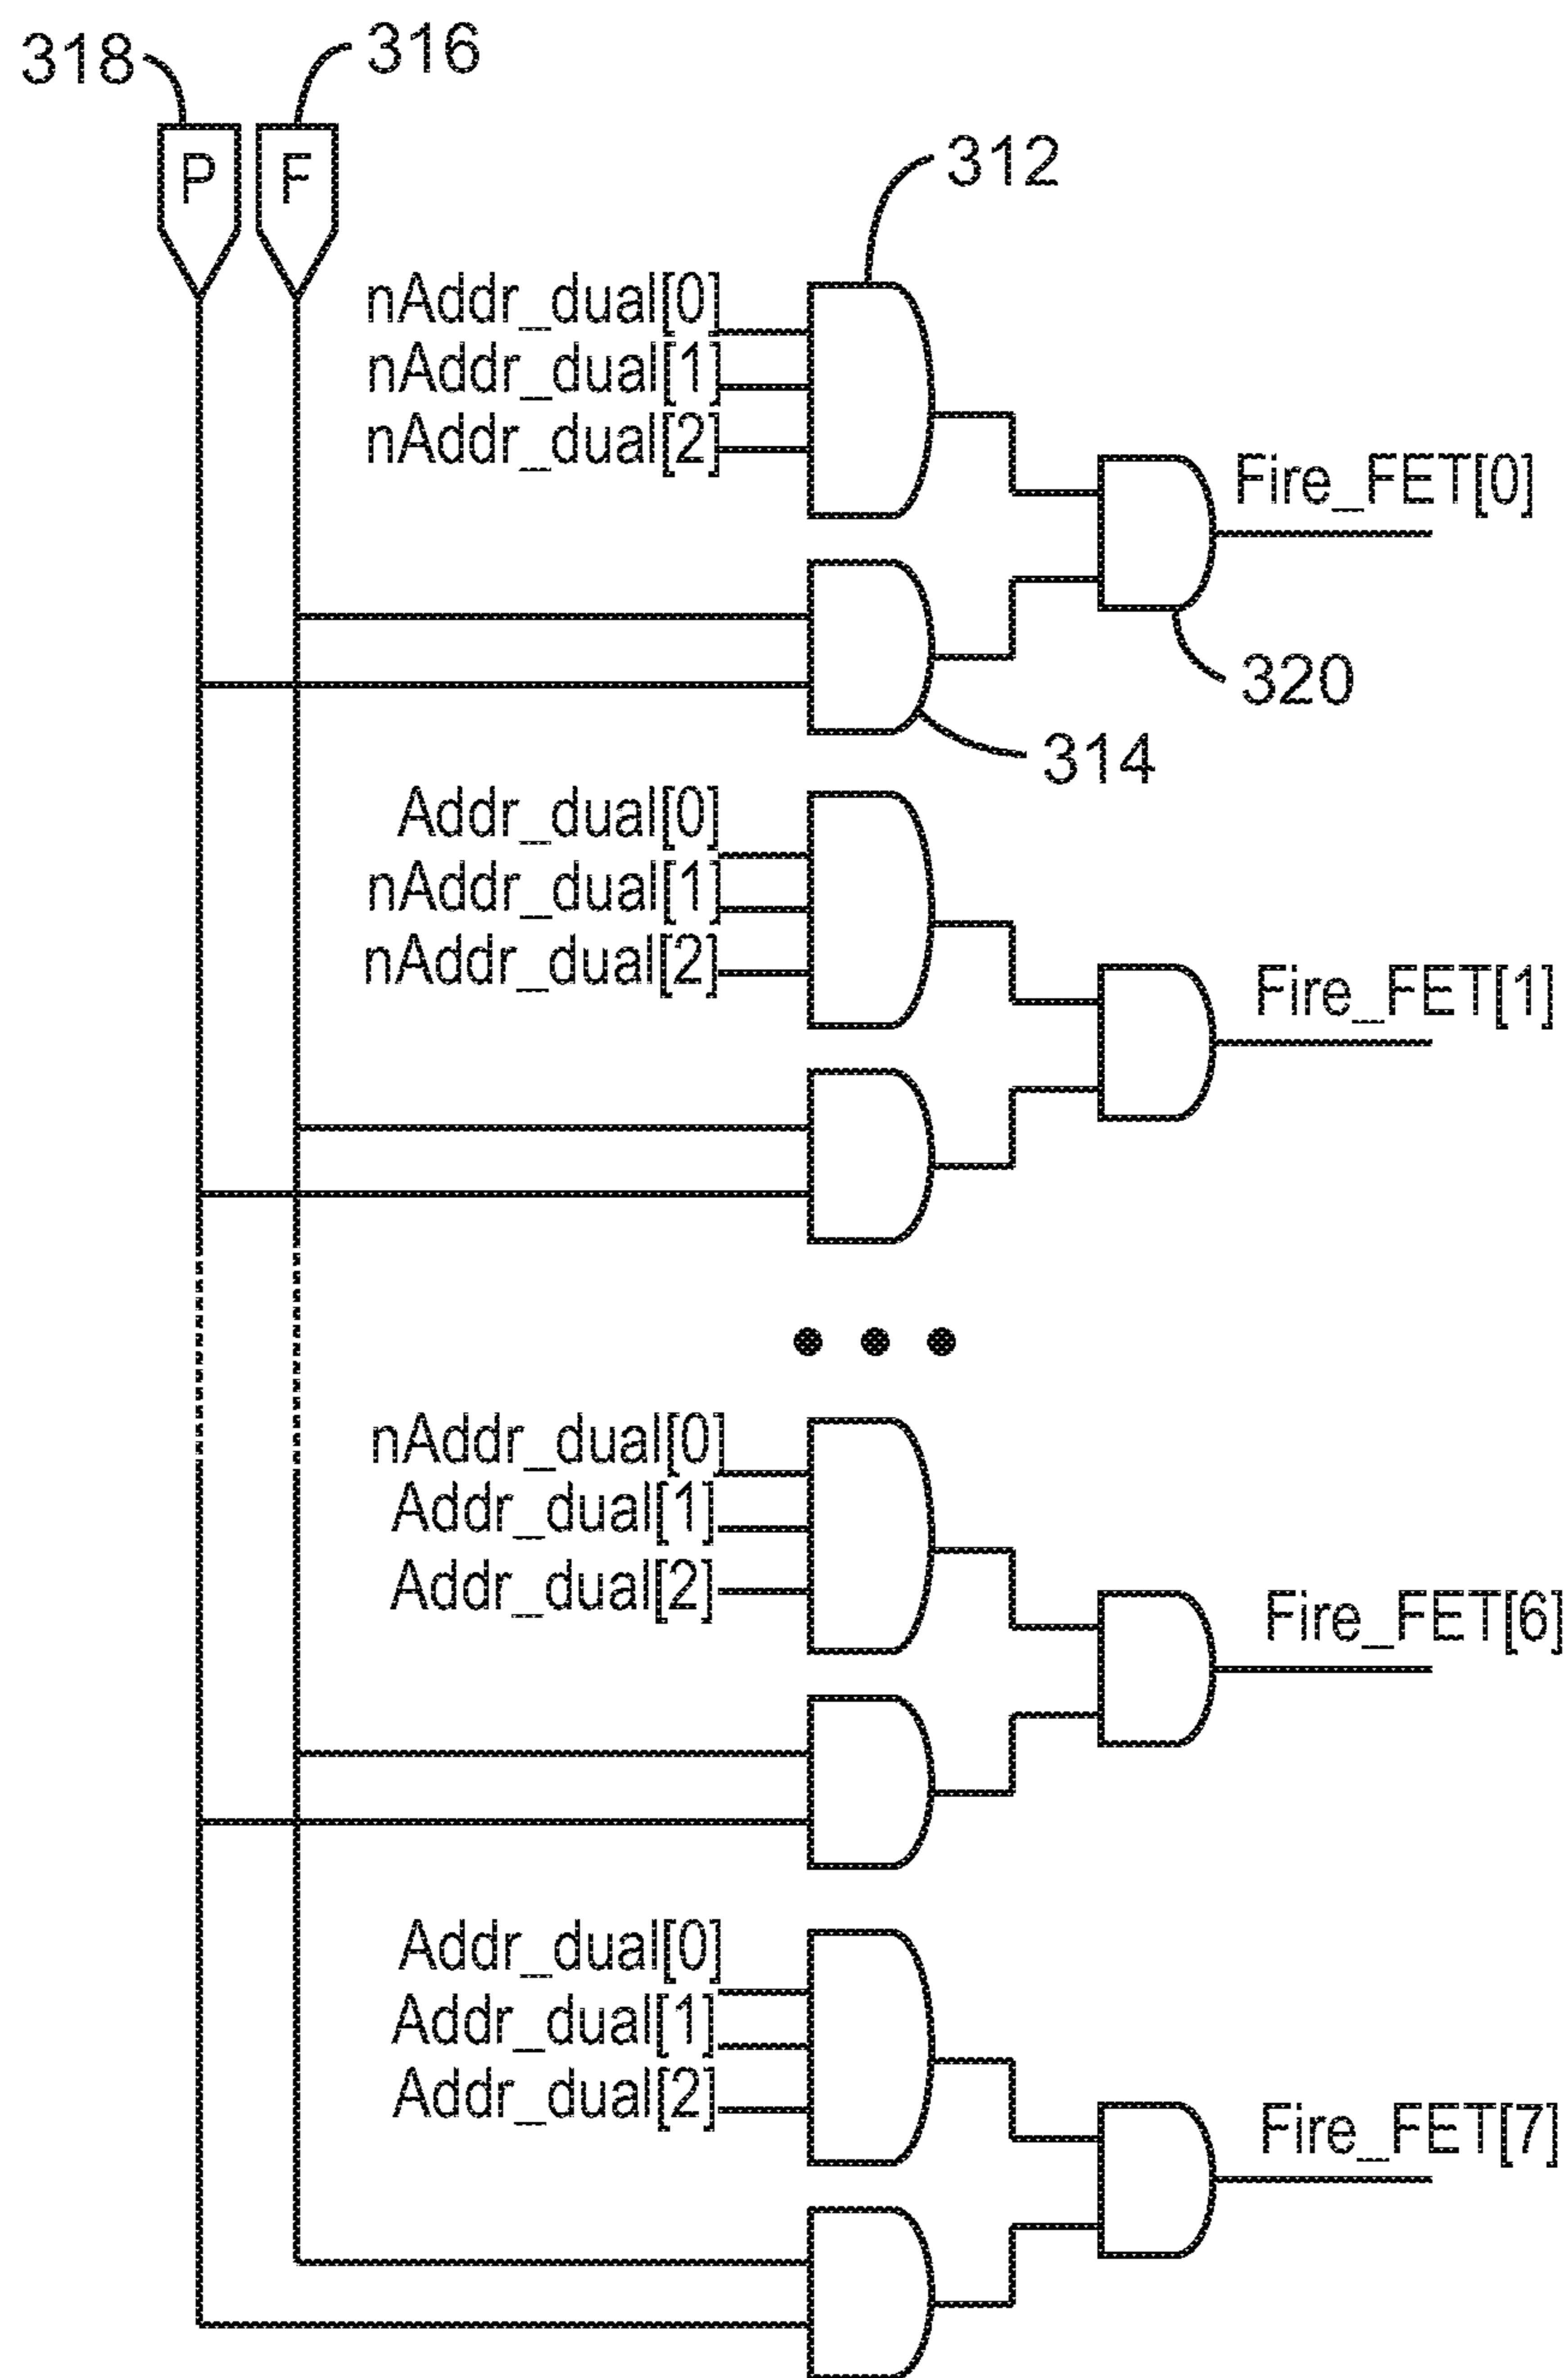 318
316
P
F
312
nAddr_dual[0]
nAddr_dual[1]
nAddr_dual[2]
Fire_FET[0]
320
314
Addr_dual[0]
nAddr_dual[1]
nAddr_dual[2]
Fire_FET[1]
nAddr_dual[0]
Addr_dual[1]
Addr_dual[2]
Fire_FET[6]
Addr_dual[0]
Addr_dual[1]
Addr_dual[2]
Fire_FET[7]